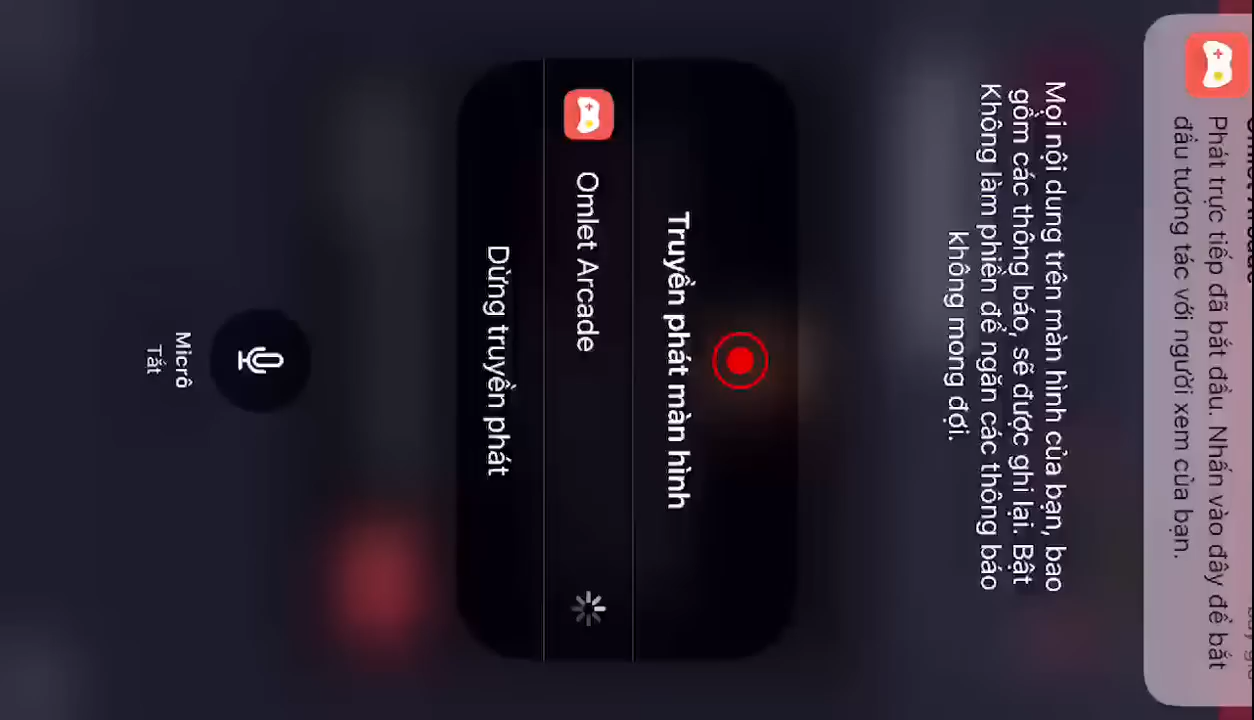 Phát trực tiếp đã bắt đầu. Nhấn vào đây để bắt
đầu tương tác với người xem của bạn.
Mọi nội dung trên màn hình của bạn, bao
gồm các thông báo, sẽ được ghi lại. Bật
Không làm phiền để ngăn các thông báo
không mong đợi.
Truyền phát màn hình
Omlet Arcade
Dừng truyền phát
Micrô
Tắt